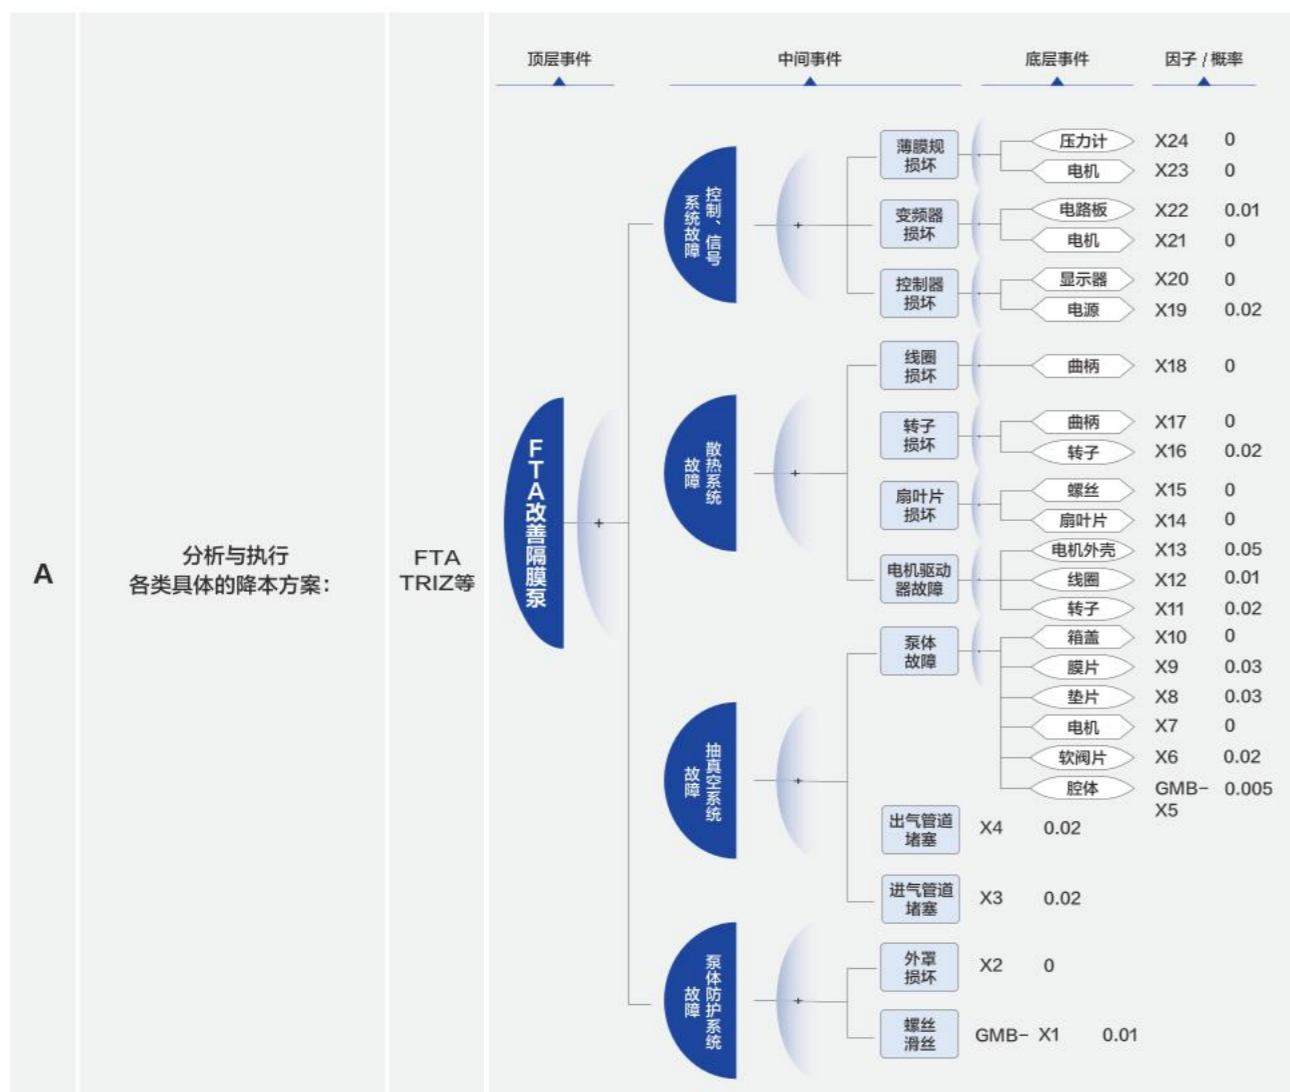 顶层事件
中间事件
底层事件
因子 / 概率
A
分析与执行
各类具体的降本方案：
FTA
TRIZ等
FTA改善隔膜泵
控制、信号
系统故障
薄膜规
损坏
压力计 X24 0
电机 X23 0
变频器
损坏
电路板 X22 0.01
电机 X21 0
控制器
损坏
显示器 X20 0
电源 X19 0.02
散热系统
故障
线圈
损坏
曲柄 X18 0
转子
损坏
曲柄 X17 0
转子 X16 0.02
扇叶片
损坏
螺丝 X15 0
扇叶片 X14 0
电机驱动
器故障
电机外壳 X13 0.05
线圈 X12 0.01
转子 X11 0.02
抽真空系统
故障
泵体
故障
箱盖 X10 0
膜片 X9 0.03
垫片 X8 0.03
电机 X7 0
软阀片 X6 0.02
腔体 GMB- 0.005
X5
出气管道
堵塞
X4 0.02
进气管道
堵塞
X3 0.02
泵体防护系统
故障
外罩
损坏
X2 0
螺丝
滑丝
GMB- X1 0.01